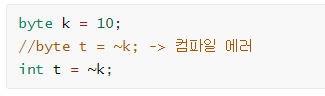 byte k = 10;
//byte t = ~k; -> 컴파일 에러
int t = ~k;